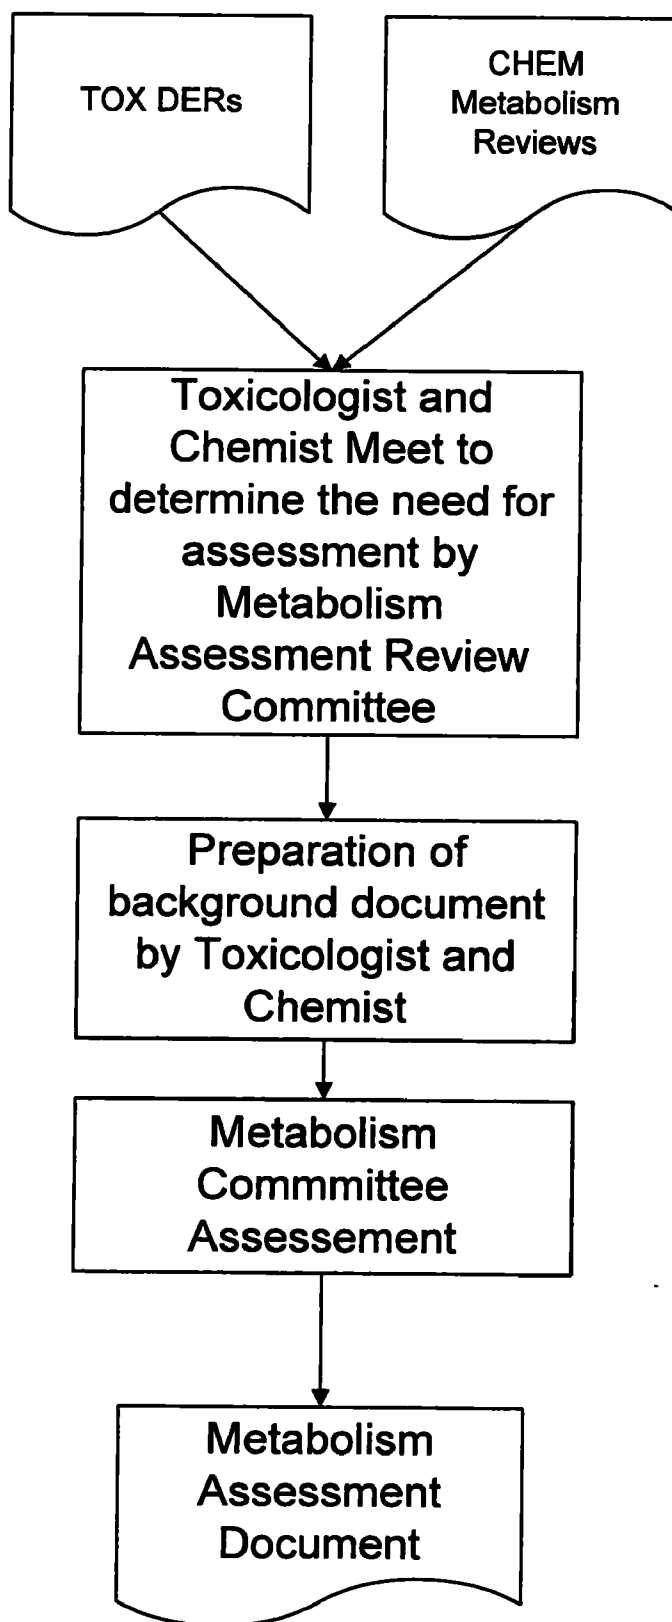 TOX DERs
CHEM
Metabolism
Reviews
Toxicologist and
Chemist Meet to
determine the need for
assessment by
Metabolism
Assessment Review
Committee
Preparation of
background document
by Toxicologist and
Chemist
Metabolism
Commmittee
Assessement
Metabolism
Assessment
Document